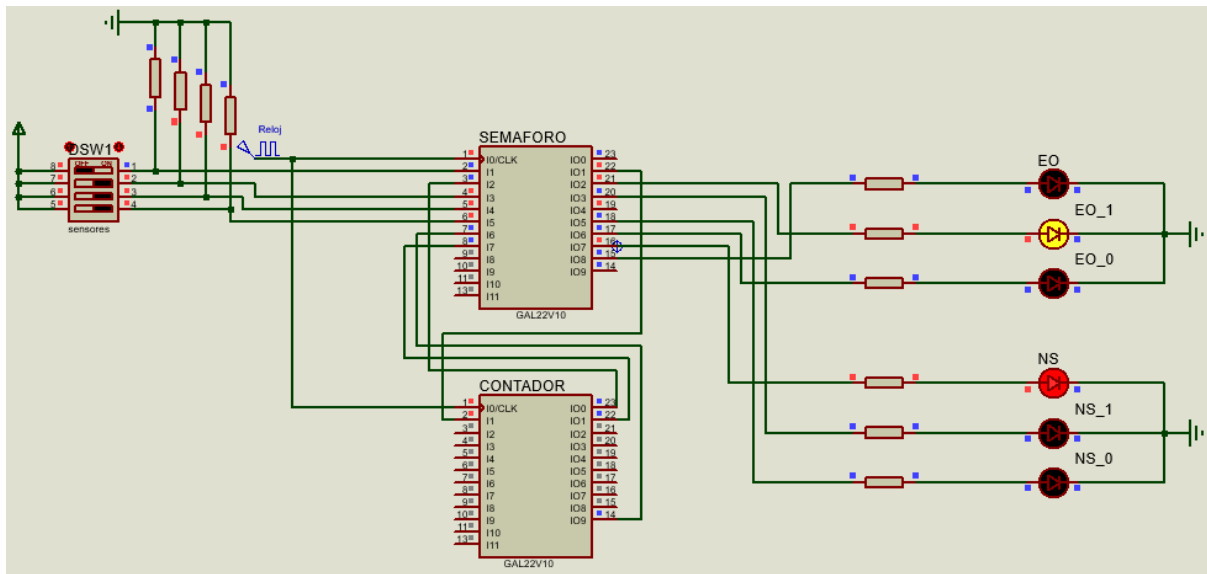 Reloj
DSW1
OFF ON
8 1
7 2
6 3
5 4
sensores
SEMAFORO
1 I0/CLK IO0 23
2 I1 IO1 22
3 I2 IO2 21
4 I3 IO3 20
5 I4 IO4 19
6 I5 IO5 18
7 I6 IO6 17
8 I7 IO7 16
9 I8 IO8 15
10 I9 IO9 14
11 I10
13 I11
GAL22V10
CONTADOR
1 I0/CLK IO0 23
2 I1 IO1 22
3 I2 IO2 21
4 I3 IO3 20
5 I4 IO4 19
6 I5 IO5 18
7 I6 IO6 17
8 I7 IO7 16
9 I8 IO8 15
10 I9 IO9 14
11 I10
13 I11
GAL22V10
EO
EO_1
EO_0
NS
NS_1
NS_0